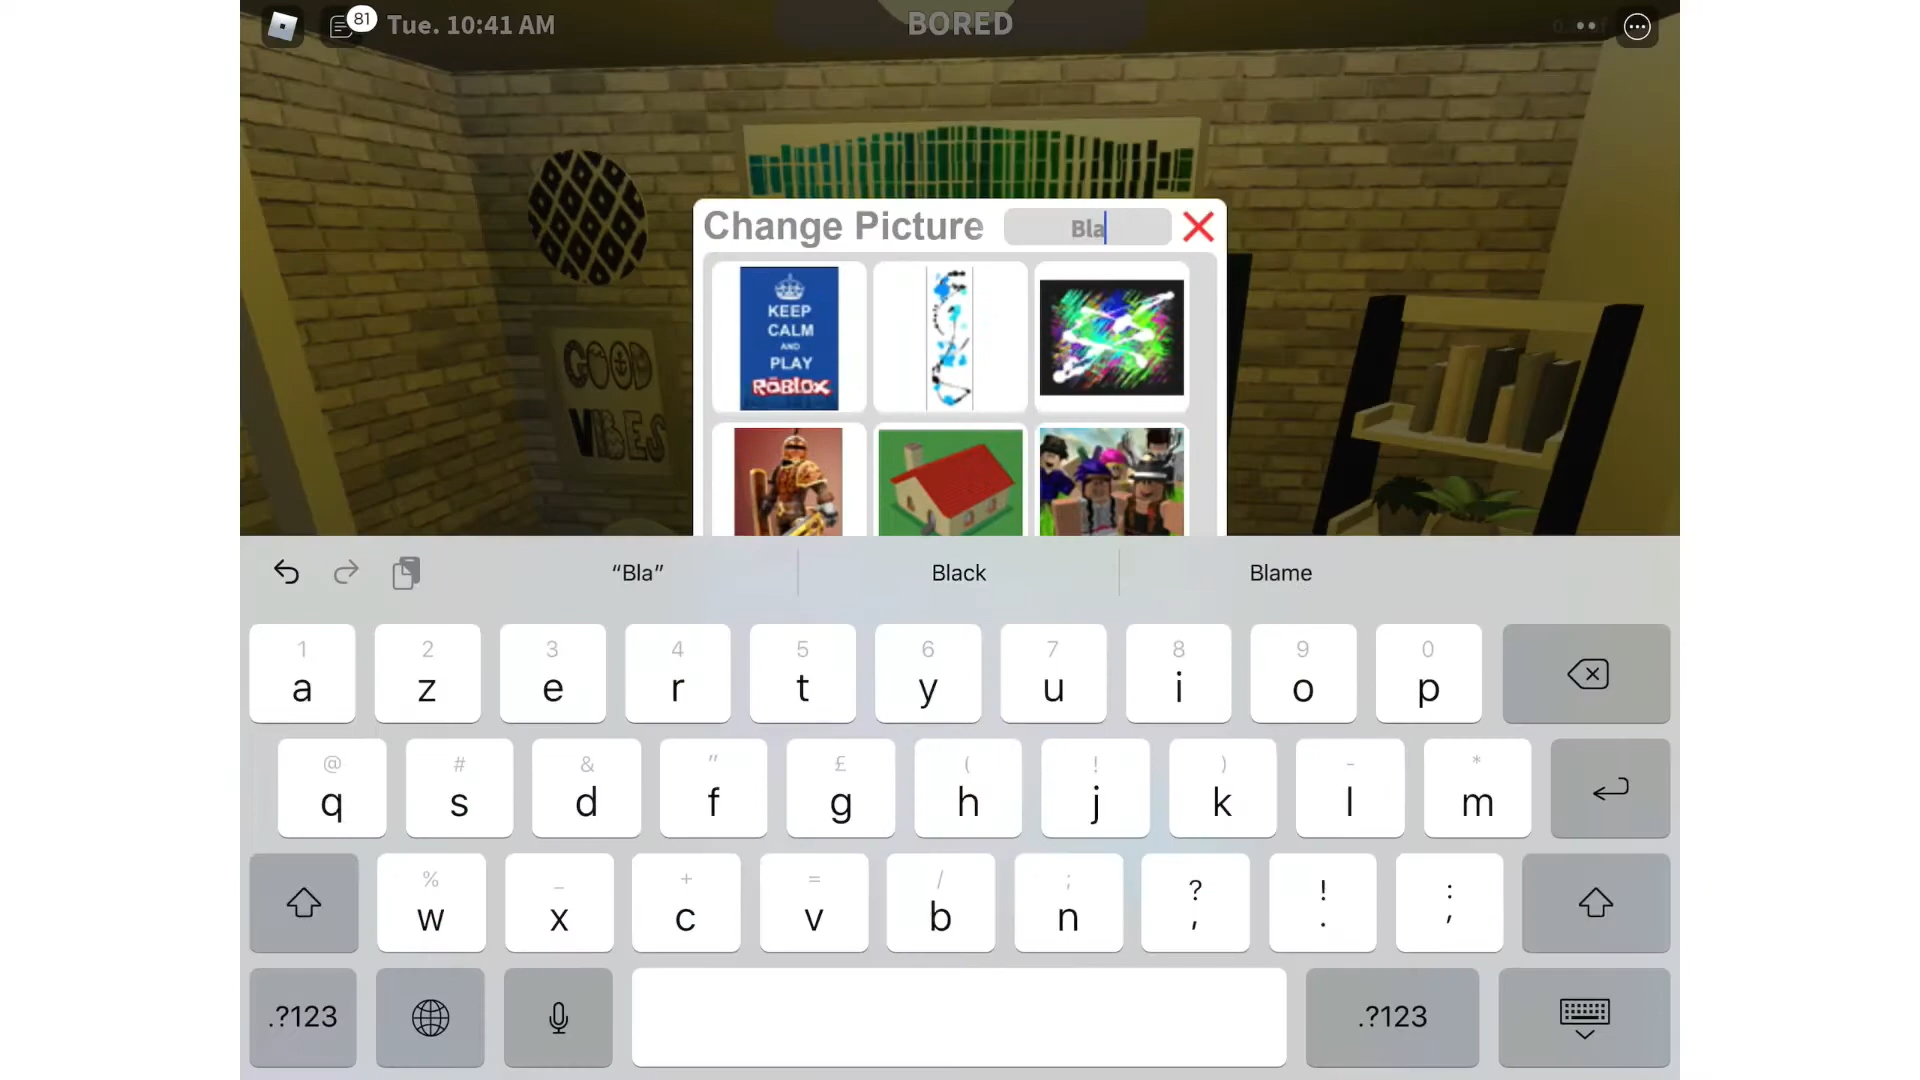 81 Tue. 10:41 AM BORED
Change Picture Bla
KEEP
CALM
AND
PLAY
ROBLOX
GOOD
VIBES
“Bla” Black Blame
1 2 3 4 5 6 7 8 9 0
a z e r t y u i o p
@ # & " £ ( ! ) - *
q s d f g h j k l m
% _ + = / ; ? ! :
w x c v b n , . ,
.?123 .?123